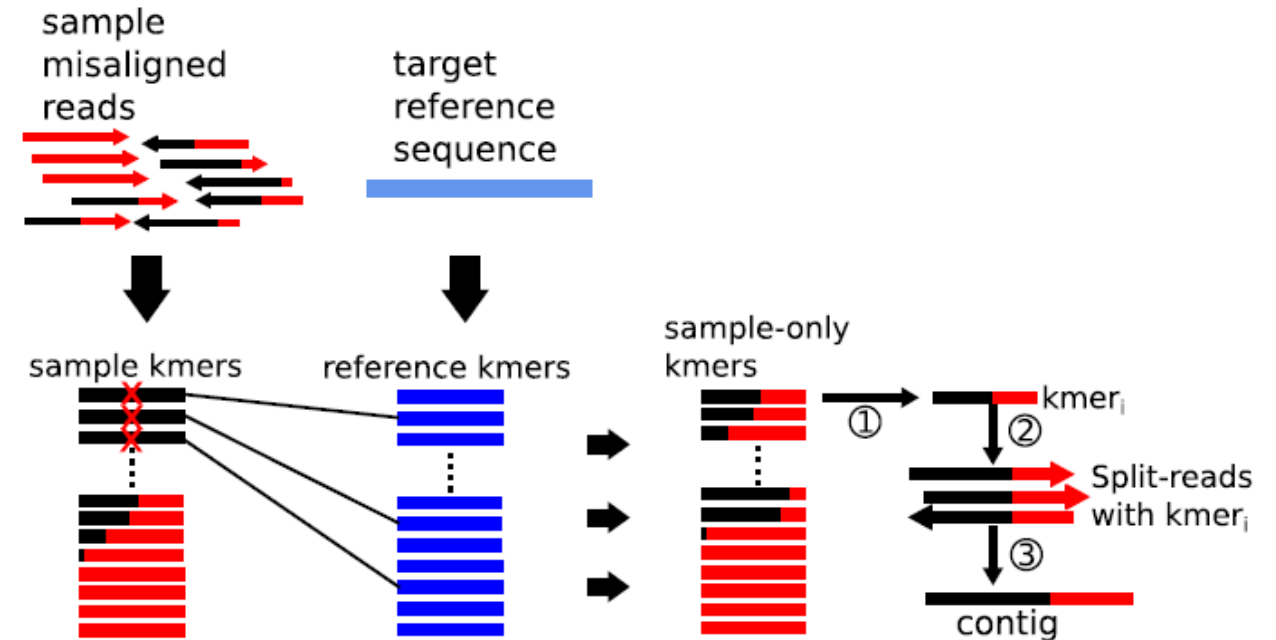 sample
misaligned
reads
target
reference
sequence
sample kmers
reference kmers
sample-only
kmers
①
kmerᵢ
②
Split-reads
with kmerᵢ
③
contig